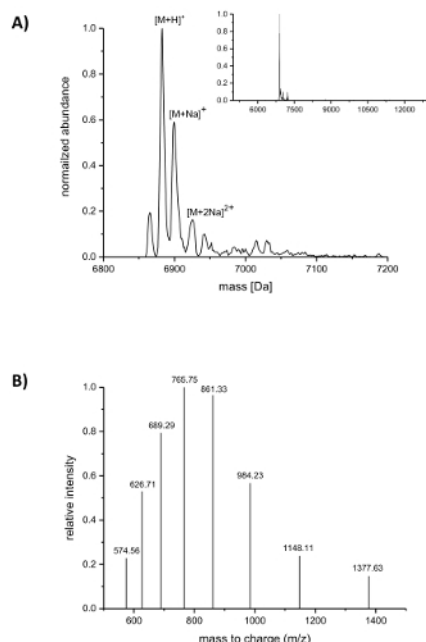 A)
[M+H]+
[M+Na]+
[M+2Na]2+
normailzed abundance
1.0
0.8
0.6
0.4
0.2
0.0
6800 6900 7000 7100 7200
mass [Da]
1.0
0.8
0.6
0.4
0.2
0.0
6000 7500 9000 10500 12000
B)
765.75
861.33
689.29
984.23
626.71
574.56
1148.11
1377.63
relative intensity
1.0
0.8
0.6
0.4
0.2
0.0
600 800 1000 1200 1400
mass to charge (m/z)